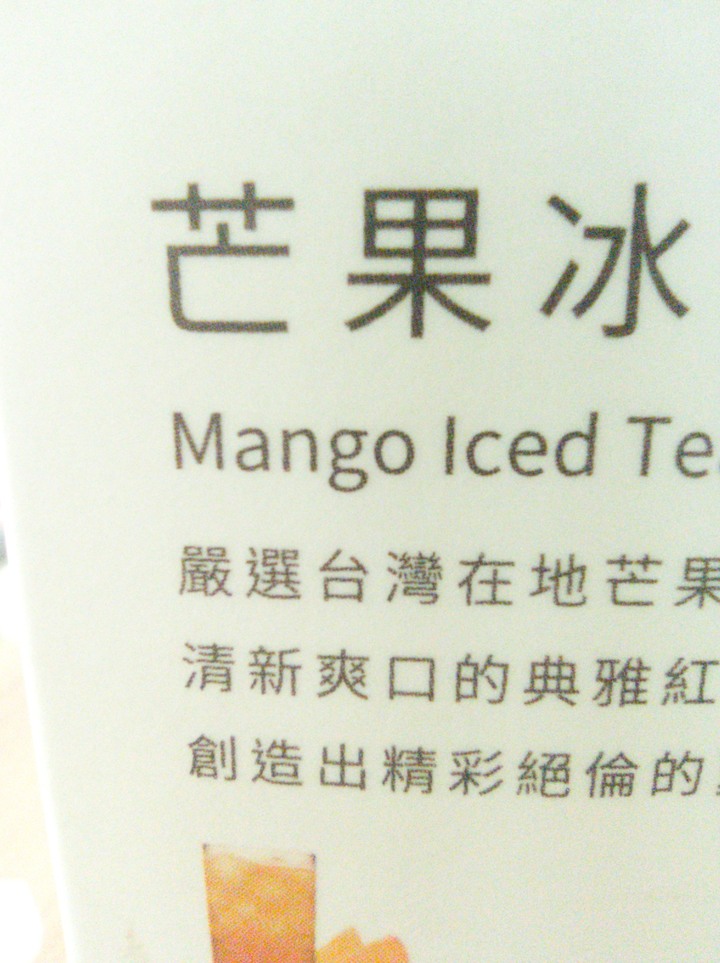 芒果冰
Mango Iced Te
嚴選台灣在地芒果
清新爽口的典雅紅
創造出精彩絕倫的